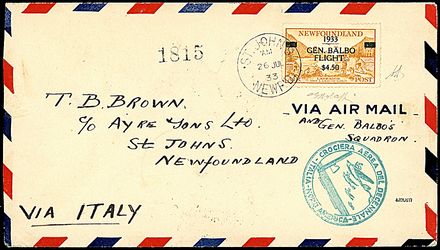 1815
ST. JOHN'S
AM
26 JUL
33
NEWF'D.
NEWFOUNDLAND
1933
GEN. BALBO
FLIGHT
$4.50
POST
T. B. BROWN.
C/o AYRE & SONS LTD.
ST JOHNS
NEWFOUNDLAND
VIA AIR MAIL
AND GEN. BALBO'S
SQUADRON.
VIA ITALY
CROCIERA AEREA DEL DECENNALE